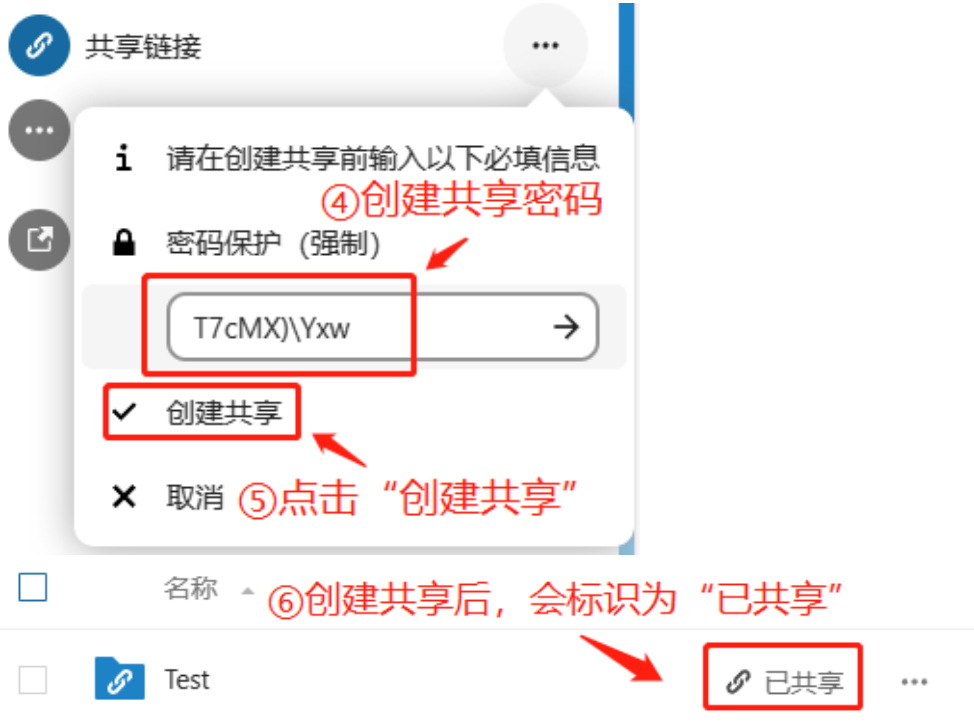 共享链接
请在创建共享前输入以下必填信息
④创建共享密码
密码保护（强制）
T7cMX)\Yxw
创建共享
取消
⑤点击“创建共享”
名称
⑥创建共享后，会标识为“已共享”
Test
已共享